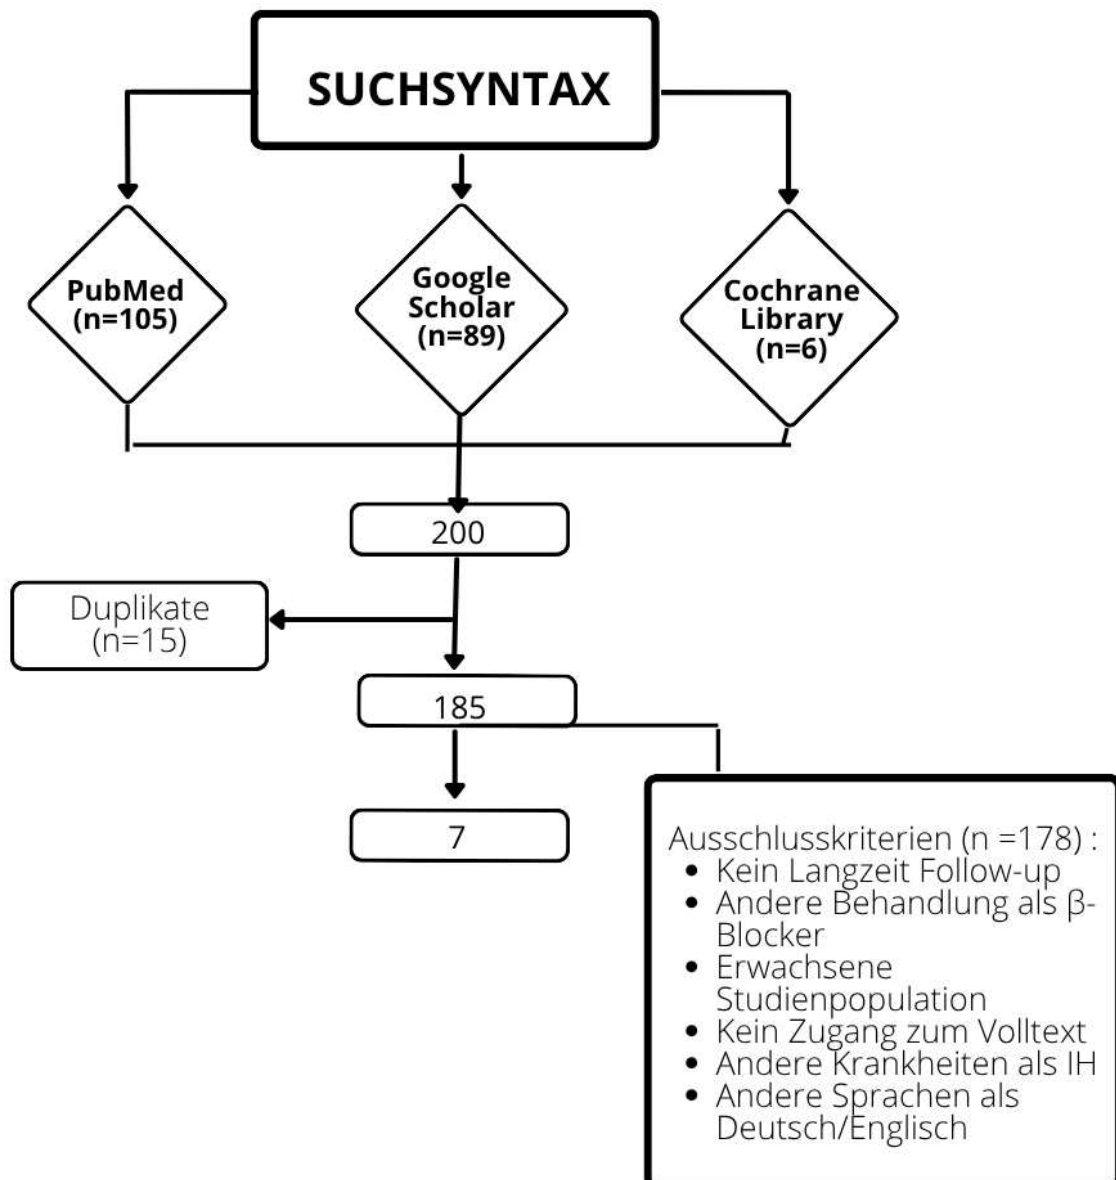 SUCHSYNTAX
PubMed
(n=105)
Google
Scholar
(n=89)
Cochrane
Library
(n=6)
200
Duplikate
(n=15)
185
7
Ausschlusskriterien (n =178) :
• Kein Langzeit Follow-up
• Andere Behandlung als β-
Blocker
• Erwachsene
Studienpopulation
• Kein Zugang zum Volltext
• Andere Krankheiten als IH
• Andere Sprachen als
Deutsch/Englisch